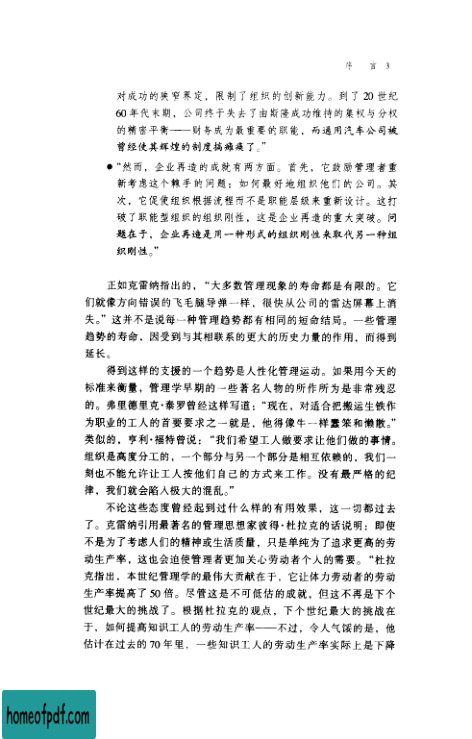 序 言 3
对成功的狭窄界定，限制了组织的创新能力。到了 20 世纪
60 年代末期，公司终于失去了由斯隆成功维持的集权与分权
的精密平衡——财务成为最重要的职能，而通用汽车公司被
曾经使其辉煌的制度搞瘫痪了。”
●“然而，企业再造的成就有两方面。首先，它鼓励管理者重
新考虑这个棘手的问题：如何最好地组织他们的公司。其
次，它促使组织根据流程而不是职能层级来重新设计。这打
破了职能型组织的组织刚性，这是企业再造的重大突破。问
题在于，企业再造是用一种形式的组织刚性来取代另一种组
织刚性。”
正如克雷纳指出的，“大多数管理现象的寿命都是有限的。它
们就像方向错误的飞毛腿导弹一样，很快从公司的雷达屏幕上消
失。”这并不是说每一种管理趋势都有相同的短命结局。一些管理
趋势的寿命，因受到与其相联系的更大的历史力量的作用，而得到
延长。
得到这样的支援的一个趋势是人性化管理运动。如果用今天的
标准来衡量，管理学早期的一些著名人物的所作所为是非常残忍
的。弗里德里克·泰罗曾经这样写道：“现在，对适合把搬运生铁作
为职业的工人的首要要求之一就是，他得像牛一样蠢笨和懒散。”
类似的，亨利·福特曾说：“我们希望工人做要求让他们做的事情。
组织是高度分工的，一个部分与另一个部分是相互依赖的，我们一
刻也不能允许让工人按他们自己的方式来工作。没有最严格的纪
律，我们就会陷入极大的混乱。”
不论这些态度曾经起到过什么样的有用效果，这一切都过去
了。克雷纳引用最著名的管理思想家彼得·杜拉克的话说明：即使
不是为了考虑人们的精神或生活质量，只是单纯为了追求更高的劳
动生产率，这也会迫使管理者更加关心劳动者个人的需要。“杜拉
克指出，本世纪管理学的最伟大贡献在于，它让体力劳动者的劳动
生产率提高了 50 倍。尽管这是不可低估的成就，但这不再是下个
世纪最大的挑战了。根据杜拉克的观点，下个世纪最大的挑战在
于，如何提高知识工人的劳动生产率——不过，令人气馁的是，他
估计在过去的 70 年里，一些知识工人的劳动生产率实际上是下降
homeofpdf.com